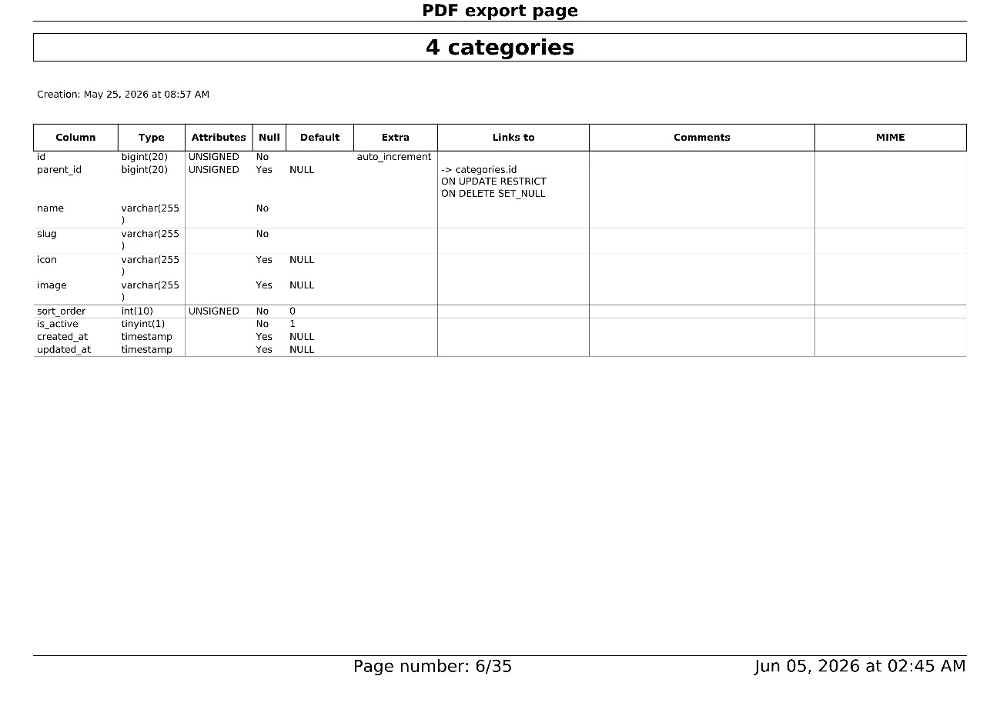 PDF export page
4 categories
Creation: May 25, 2026 at 08:57 AM
Column Type Attributes Null Default Extra Links to Comments MIME
id bigint(20) UNSIGNED No auto_increment
parent_id bigint(20) UNSIGNED Yes NULL -> categories.id
ON UPDATE RESTRICT
ON DELETE SET_NULL
name varchar(255 No
)
slug varchar(255 No
)
icon varchar(255 Yes NULL
)
image varchar(255 Yes NULL
)
sort_order int(10) UNSIGNED No 0
is_active tinyint(1) No 1
created_at timestamp Yes NULL
updated_at timestamp Yes NULL
Page number: 6/35 Jun 05, 2026 at 02:45 AM